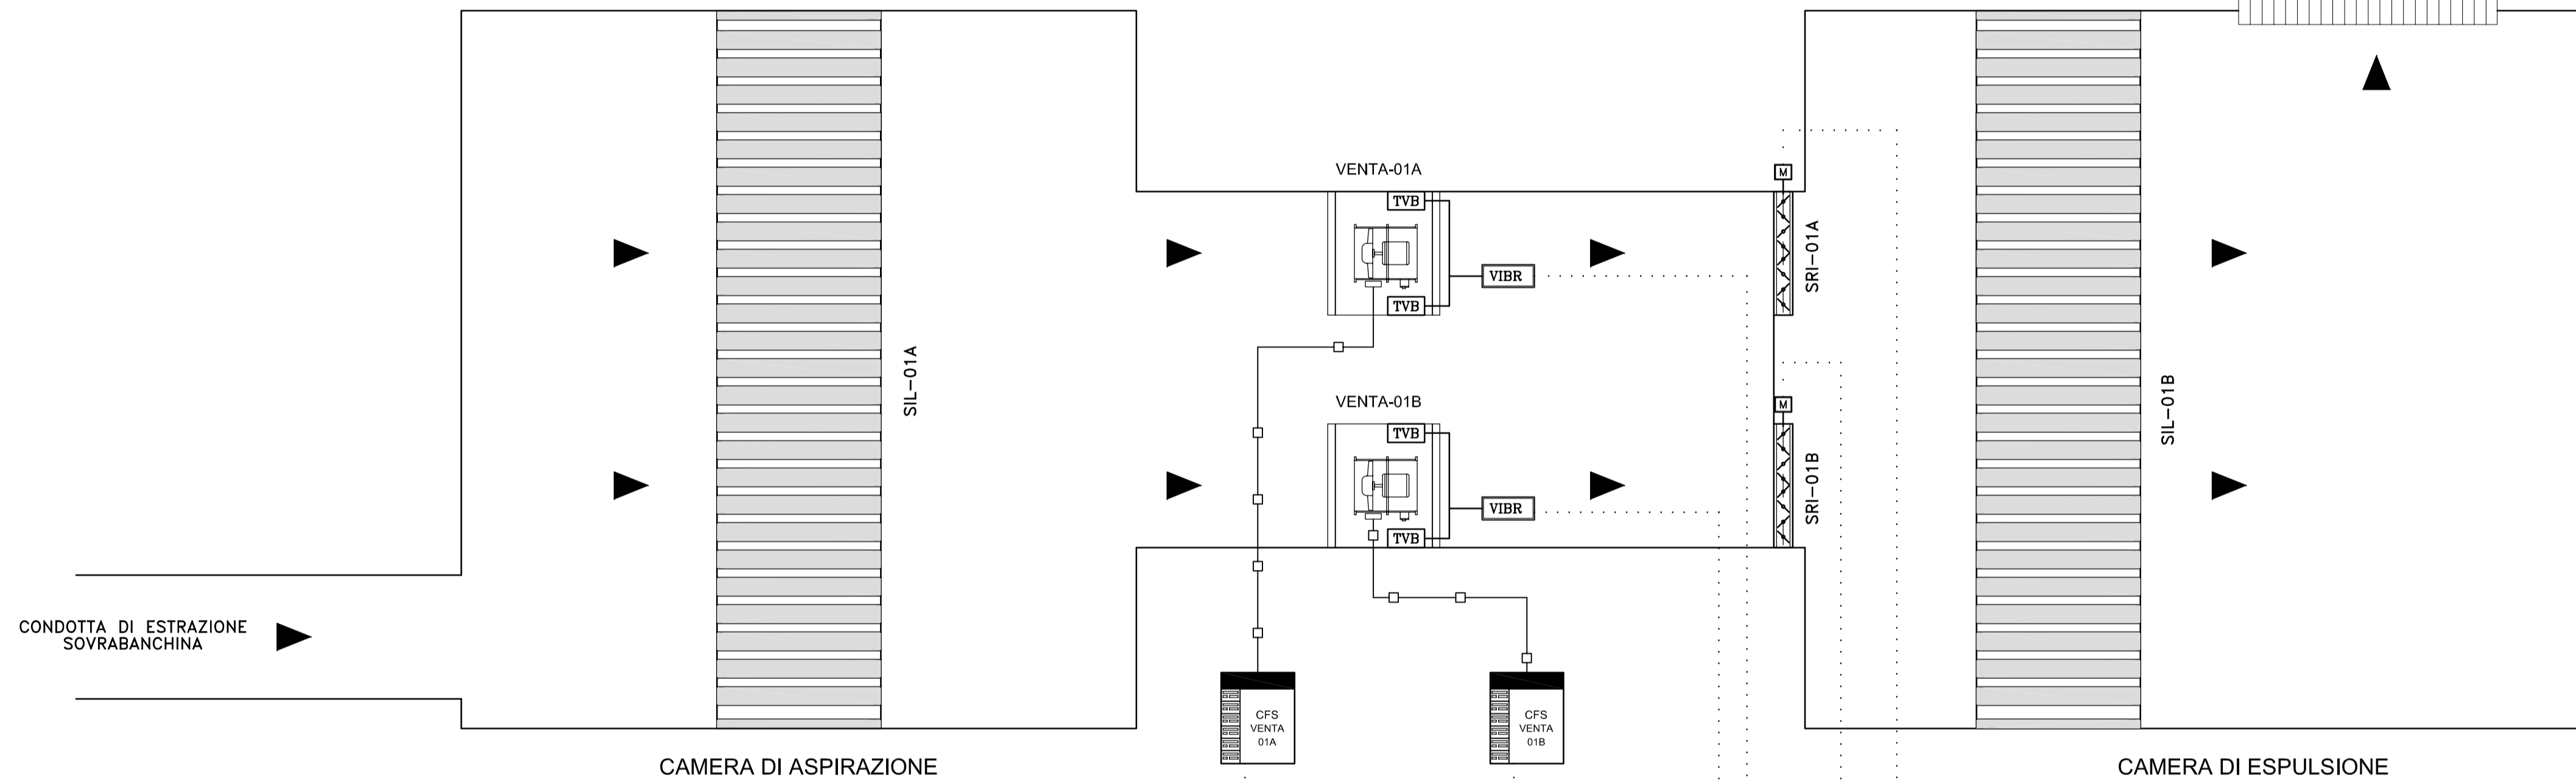 VENTA-01A
M
TVB
SRI-01A
VIBR
TVB
SIL-01A
SIL-01B
VENTA-01B
M
TVB
SRI-01B
VIBR
TVB
CONDOTTA DI ESTRAZIONE
SOVRABANCHINA
CFS
VENTA
01A
CFS
VENTA
01B
CAMERA DI ASPIRAZIONE
CAMERA DI ESPULSIONE